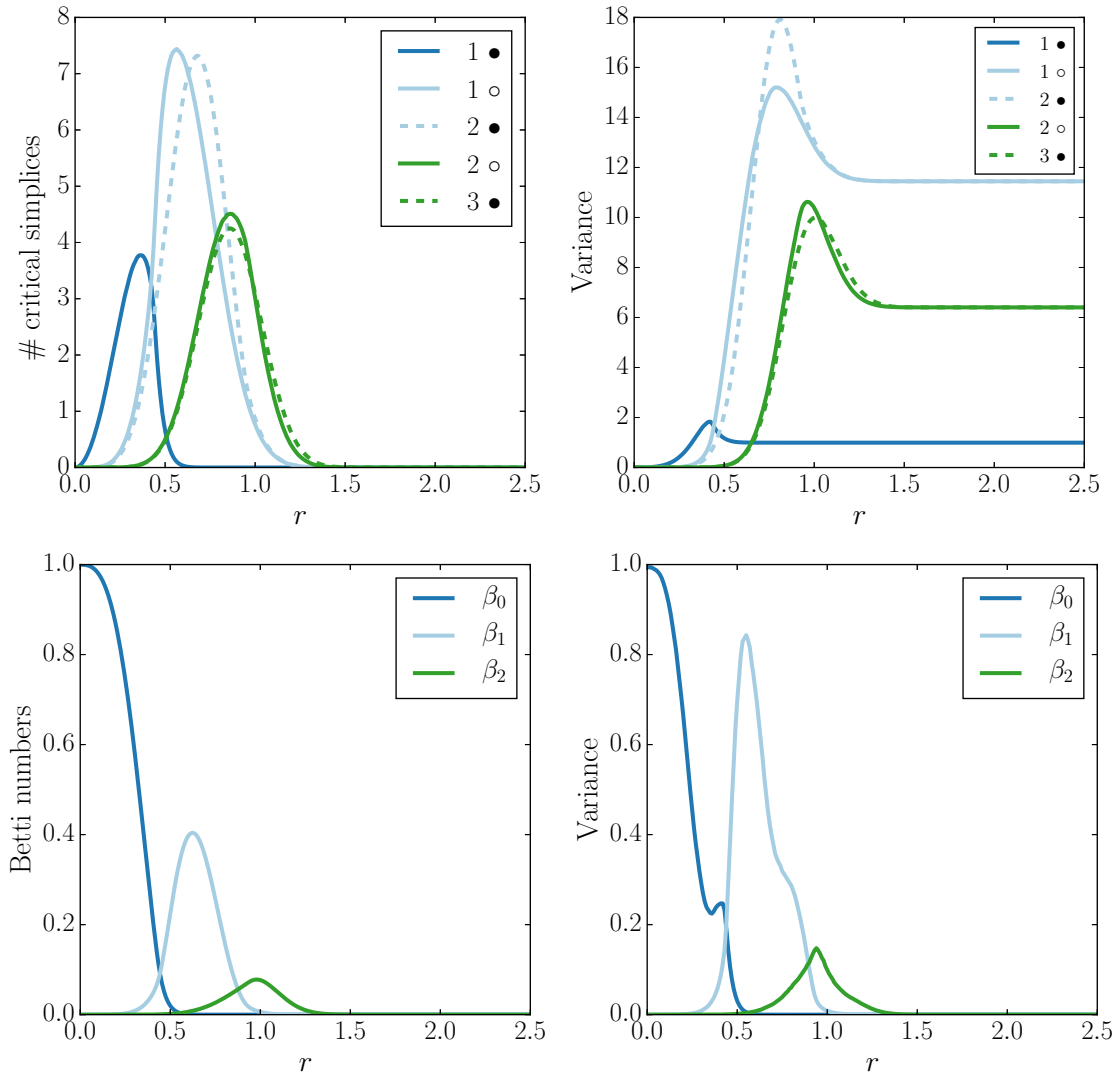 # critical simplices
8
7
6
5
4
3
2
1
0
0.0 0.5 1.0 1.5 2.0 2.5
r
1 ●
1 ○
2 ●
2 ○
3 ●
Variance
18
16
14
12
10
8
6
4
2
0
0.0 0.5 1.0 1.5 2.0 2.5
r
1 ●
1 ○
2 ●
2 ○
3 ●
Betti numbers
1.0
0.8
0.6
0.4
0.2
0.0
0.0 0.5 1.0 1.5 2.0 2.5
r
β₀
β₁
β₂
Variance
1.0
0.8
0.6
0.4
0.2
0.0
0.0 0.5 1.0 1.5 2.0 2.5
r
β₀
β₁
β₂